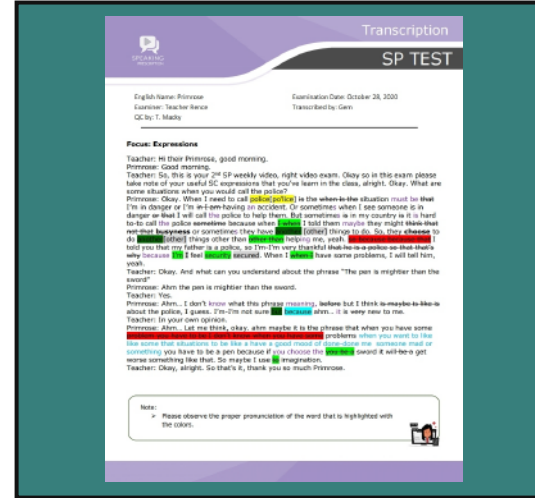 Transcription
SPEAKING
SP TEST
English Name: Primrose
Examination Date: October 28, 2020
Examiner: Teacher Rence
Transcribed by: Gem
QC by: T. Macky
Focus: Expressions
Teacher: Hi their Primrose, good morning.
Primrose: Good morning.
Teacher: So, this is your 2nd SP weekly video, right video exam. Okay so in this exam please
take note of your useful SC expressions that you've learn in the class, alright. Okay. What are
some situations when you would call the police?
Primrose: Okay. When I need to call police[po'lice] is the when is the situation must be that
I'm in danger or I'm in I am having an accident. Or sometimes when I see someone is in
danger or that I will call the police to help them. But sometimes is in my country is it is hard
to-to call the police sometime because when I when I told them maybe they might think that
not that busyness or sometimes they have [other] things to do. So, they choose to
do [other] things other than other than helping me, yeah. that I
told you that my father is a police, so I'm-I'm very thankful that he is a police so that that's
why because I'm I feel security secured. When I when I have some problems, I will tell him,
yeah.
Teacher: Okay. And what can you understand about the phrase "The pen is mightier than the
sword"
Primrose: Ahm the pen is mightier than the sword.
Teacher: Yes.
Primrose: Ahm... I don't know what this phrase meaning, before but I think is maybe is like is
about the police, I guess. I'm-I'm not sure because ahm... it is very new to me.
Teacher: In your own opinion.
Primrose: Ahm... Let me think, okay. ahm maybe it is the phrase that when you have some
problems when you want to like
like some that situations to be like a have a good mood of done-done me someone mad or
something you have to be a pen because if you choose the you be a sword it will be a get
worse something like that. So maybe I use imagination.
Teacher: Okay, alright. So that's it, thank you so much Primrose.
Note:
➢ Please observe the proper pronunciation of the word that is highlighted with
the colors.